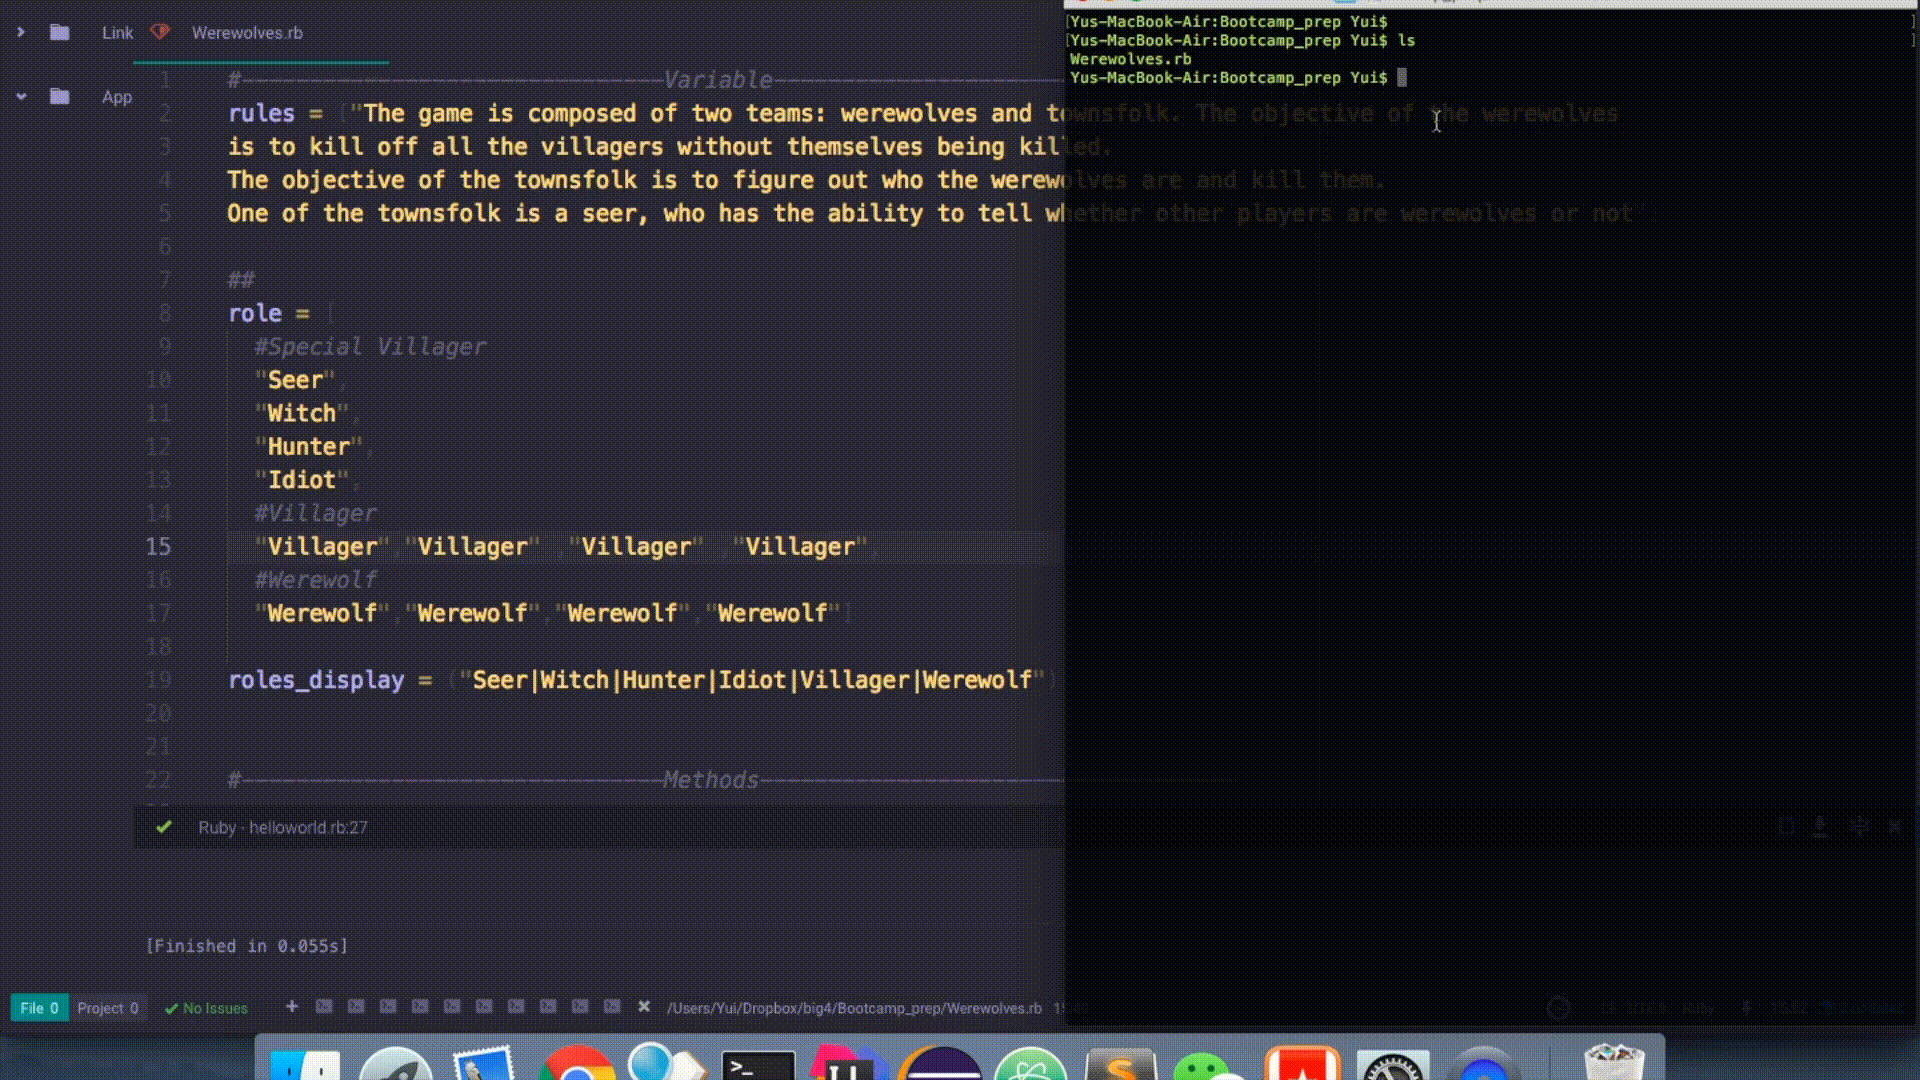 Link
Werewolves.rb
App
1 #————Variable————
2 rules = ["The game is composed of two teams: werewolves and townsfolk. The objective of the werewolves
3 is to kill off all the villagers without themselves being killed.
4 The objective of the townsfolk is to figure out who the werewolves are and kill them.
5 One of the townsfolk is a seer, who has the ability to tell whether other players are werewolves or not
6
7 ##
8 role = [
9 #Special Villager
10 "Seer",
11 "Witch",
12 "Hunter",
13 "Idiot",
14 #Villager
15 "Villager","Villager" ,"Villager" ,"Villager",
16 #Werewolf
17 "Werewolf","Werewolf","Werewolf","Werewolf"]
18
19 roles_display = ("Seer|Witch|Hunter|Idiot|Villager|Werewolf")
20
21
22 #————Methods————
Ruby - helloworld.rb:27
[Finished in 0.055s]
File 0 Project 0 No Issues + /Users/Yui/Dropbox/big4/Bootcamp_prep/Werewolves.rb
[Yus-MacBook-Air:Bootcamp_prep Yui$ ]
[Yus-MacBook-Air:Bootcamp_prep Yui$ ls ]
Werewolves.rb
Yus-MacBook-Air:Bootcamp_prep Yui$